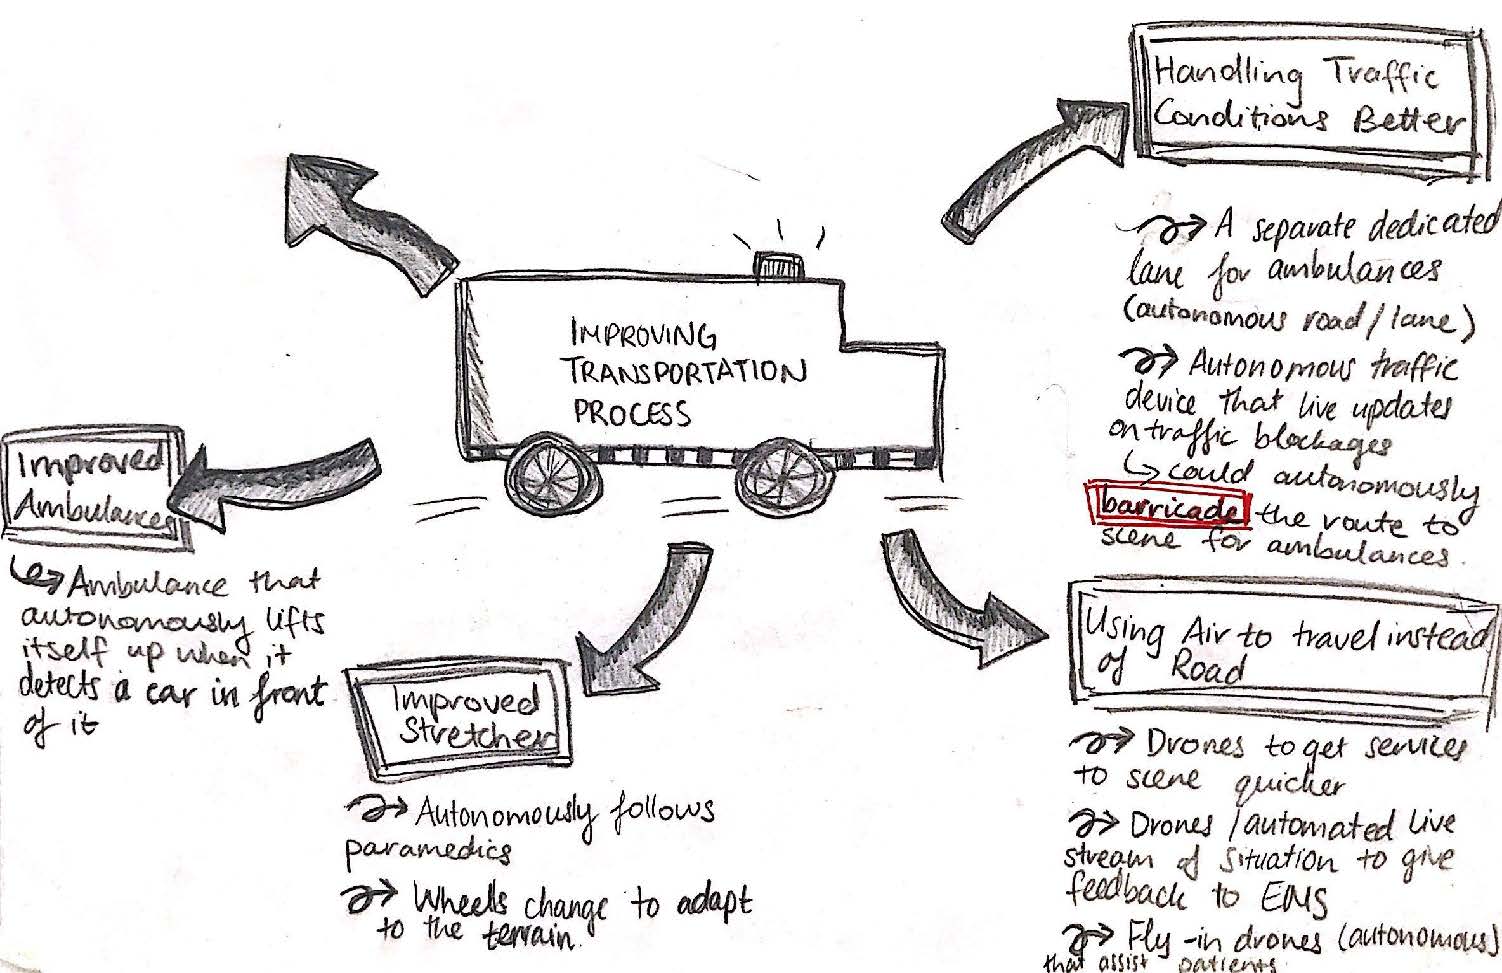 IMPROVING
TRANSPORTATION
PROCESS
Handling Traffic
Conditions Better
A separate dedicated
lane for ambulances
(autonomous road/lane)
Autonomous traffic
device that live updates
on traffic blockages
could autonomously
barricade the route to
scene for ambulances.
Using Air to travel instead
of Road
Drones to get services
to scene quicker
Drones/automated live
stream of situation to give
feedback to EMS
Fly-in drones (autonomous)
that assist patients
Improved
Stretcher
Autonomously follows
paramedics
Wheels change to adapt
to the terrain.
Improved
Ambulances
Ambulance that
autonomously lifts
itself up when it
detects a car in front
of it